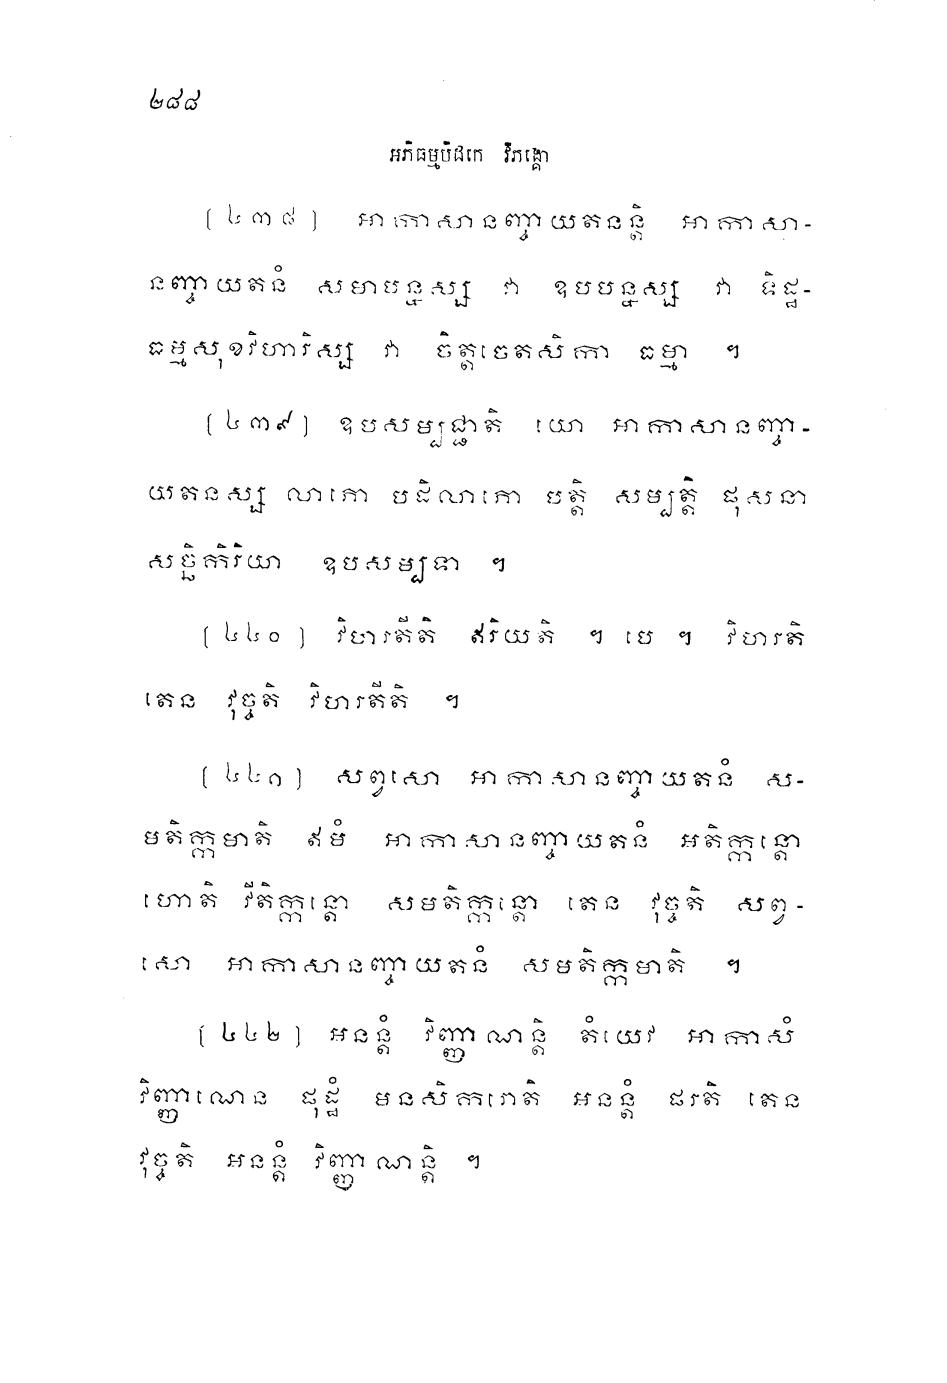 ២៨៨
អភិធម្មបិដកេ វិភង្គោ
(៤៣៨) អាកាសានញ្ចាយតនន្តិ អាកាសា-
នញ្ចាយតនំ សមាបន្នស្ស វា ឧបបន្នស្ស វា ទិដ្ឋ-
ធម្មសុខវិហារិស្ស វា ចិត្តចេតសិកា ធម្មា ។
(៤៣៩) ឧបសម្បជ្ជាតិ យោ អាកាសានញ្ចា-
យតនស្ស លាភោ បដិលាភោ បត្តិ សម្បត្តិ ផុសនា
សច្ឆិកិរិយា ឧបសម្បទា ។
(៤៤០) វិហរតីតិ ឥរិយតិ ។ បេ ។ វិហរតិ
តេន វុច្ចតិ វិហរតីតិ ។
(៤៤១) សព្វសោ អាកាសានញ្ចាយតនំ ស-
មតិក្កមាតិ ឥមំ អាកាសានញ្ចាយតនំ អតិក្កន្តោ
ហោតិ វីតិក្កន្តោ សមតិក្កន្តោ តេន វុច្ចតិ សព្វ-
សោ អាកាសានញ្ចាយតនំ សមតិក្កមាតិ ។
(៤៤២) អនន្តំ វិញ្ញាណន្តិ តំយេវ អាកាសំ
វិញ្ញាណេន ផុដ្ឋំ មនសិករោតិ អនន្តំ ផរតិ តេន
វុច្ចតិ អនន្តំ វិញ្ញាណន្តិ ។